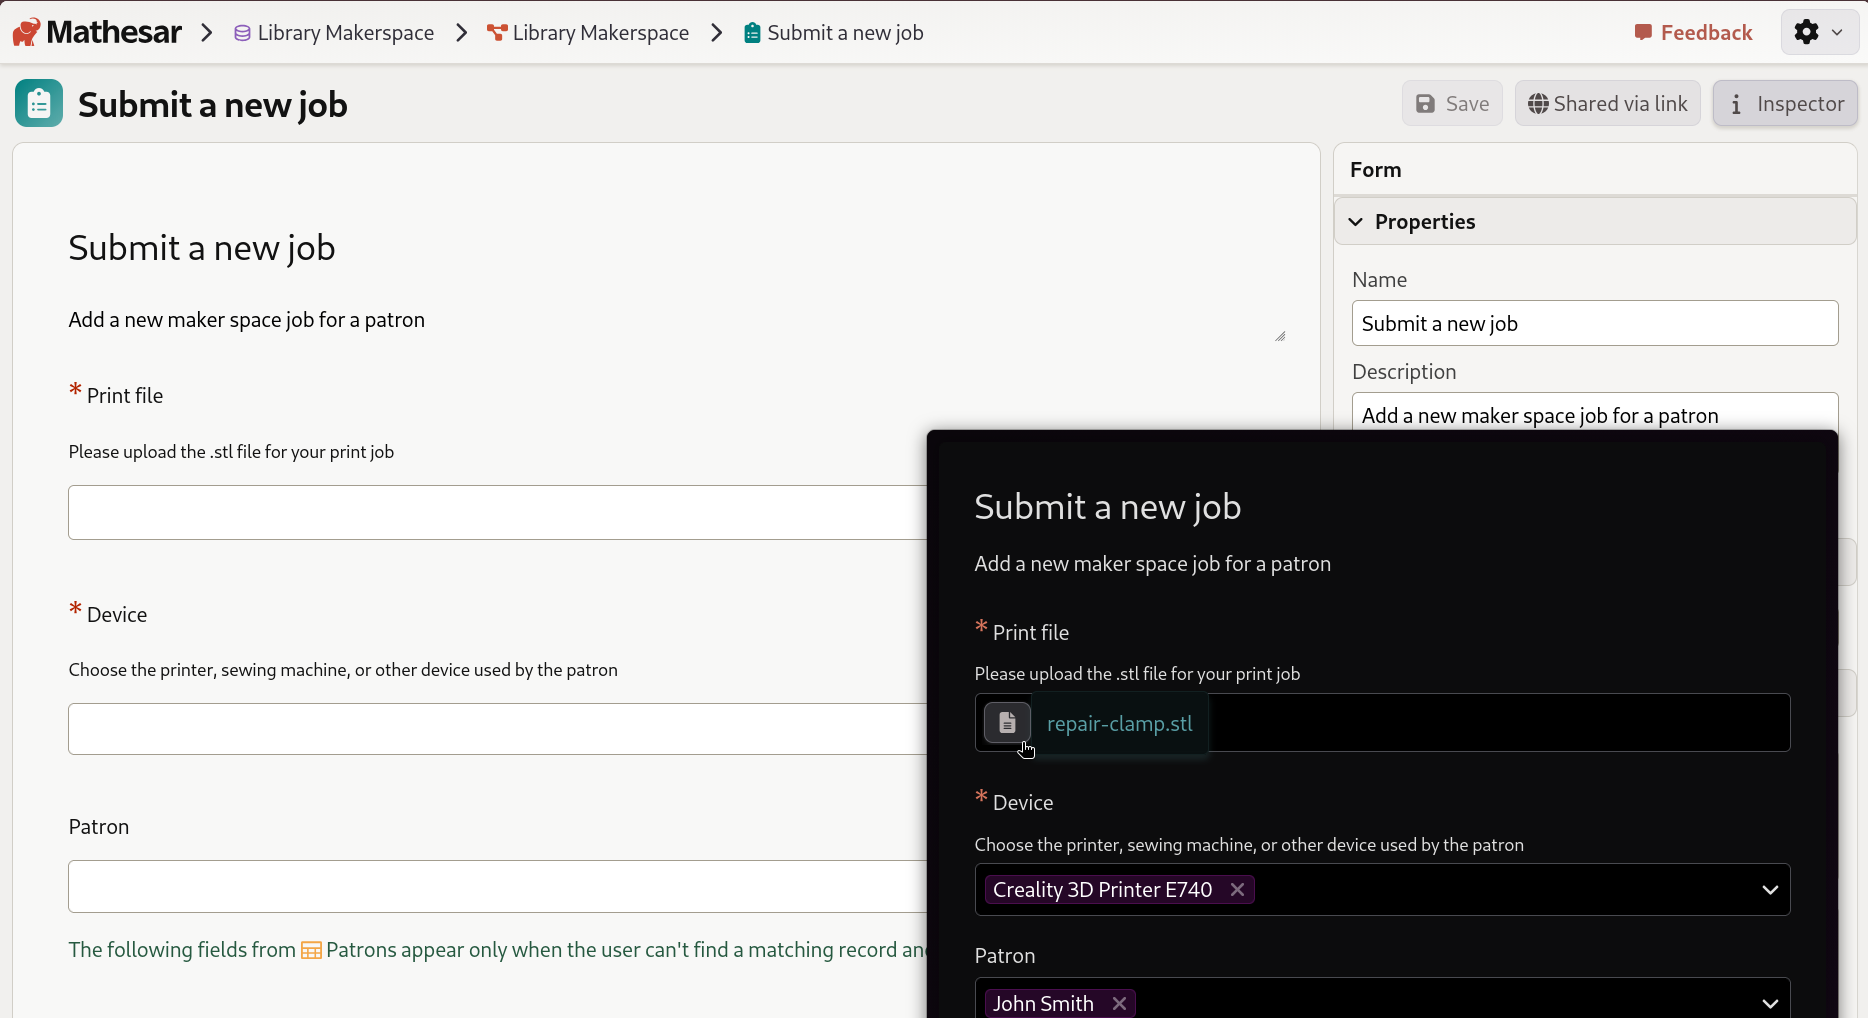 Mathesar > Library Makerspace > Library Makerspace > Submit a new job
Feedback
Submit a new job
Save
Shared via link
Inspector
Submit a new job
Add a new maker space job for a patron
* Print file
Please upload the .stl file for your print job
* Device
Choose the printer, sewing machine, or other device used by the patron
Patron
The following fields from Patrons appear only when the user can't find a matching record
Form
Properties
Name
Submit a new job
Description
Add a new maker space job for a patron
Submit a new job
Add a new maker space job for a patron
* Print file
Please upload the .stl file for your print job
repair-clamp.stl
* Device
Choose the printer, sewing machine, or other device used by the patron
Creality 3D Printer E740
Patron
John Smith